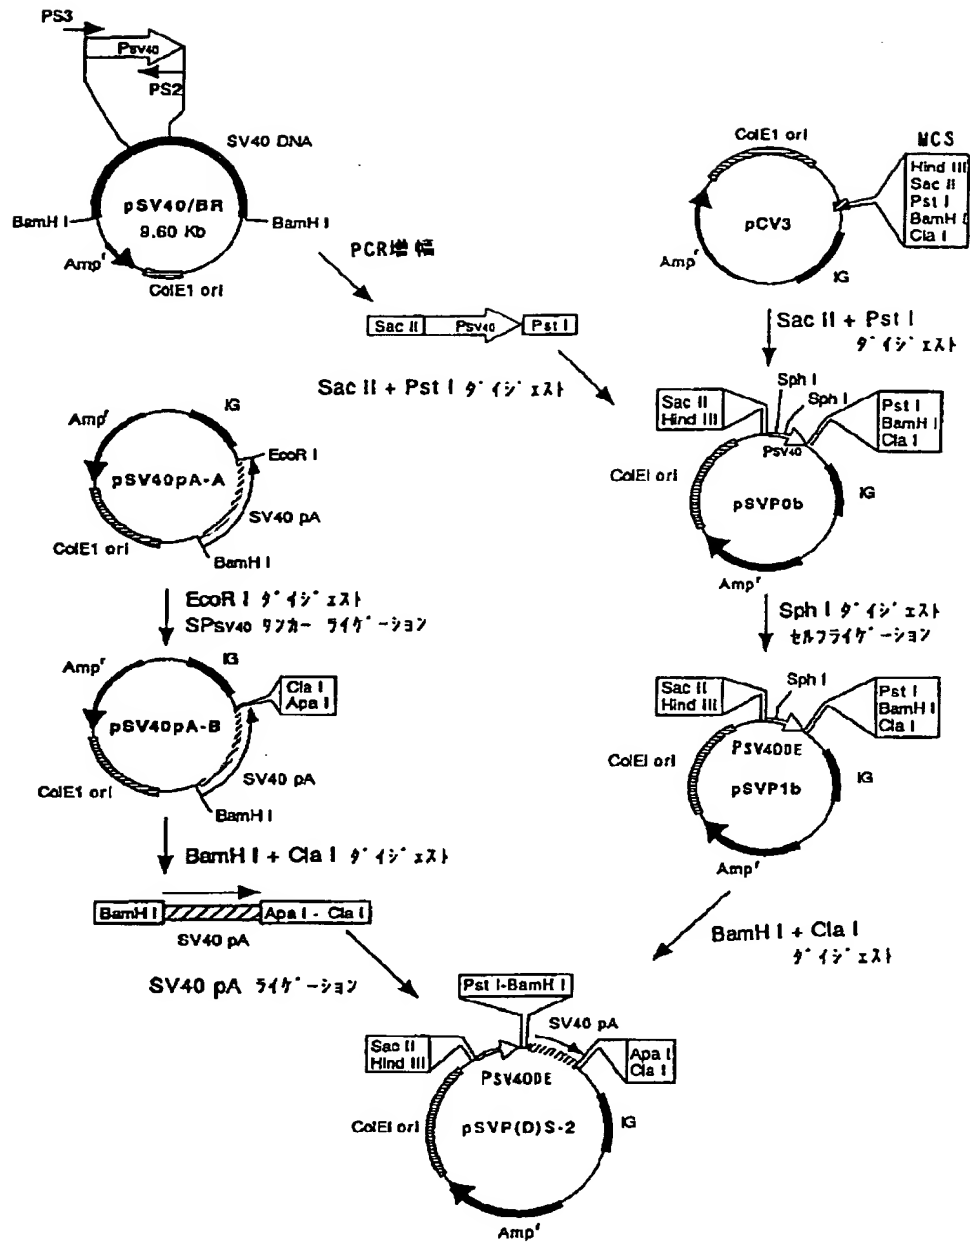 PS3
PSV40
PS2
SV40 DNA
pSV40/BR
9.60 Kb
BamH I
BamH I
Ampʳ
ColE1 ori
PCR増幅
ColE1 ori
MCS
Hind III
Sac II
Pst I
BamH I
Cla I
pCV3
Ampʳ
IG
Sac II + Pst I
ダイジェスト
Sac II
PSV40
Pst I
Sac II + Pst I ダイジェスト
Ampʳ
IG
EcoR I
pSV40pA-A
SV40 pA
ColE1 ori
BamH I
Sph I
Sph I
Sac II
Hind III
Pst I
BamH I
Cla I
PSV40
ColEI ori
IG
pSVP0b
Ampʳ
EcoR I ダイジェスト
SPSV40 リンカー ライゲーション
Sph I ダイジェスト
セルフライゲーション
Ampʳ
IG
Cla I
Apa I
pSV40pA-B
SV40 pA
ColE1 ori
BamH I
Sph I
Sac II
Hind III
Pst I
BamH I
Cla I
PSV40DE
ColEI ori
IG
pSVP1b
Ampʳ
BamH I + Cla I ダイジェスト
BamH I
Apa I - Cla I
SV40 pA
SV40 pA ライゲーション
BamH I + Cla I
ダイジェスト
Pst I-BamH I
SV40 pA
Sac II
Hind III
Apa I
Cla I
PSV40DE
ColEI ori
IG
pSVP(D)S-2
Ampʳ